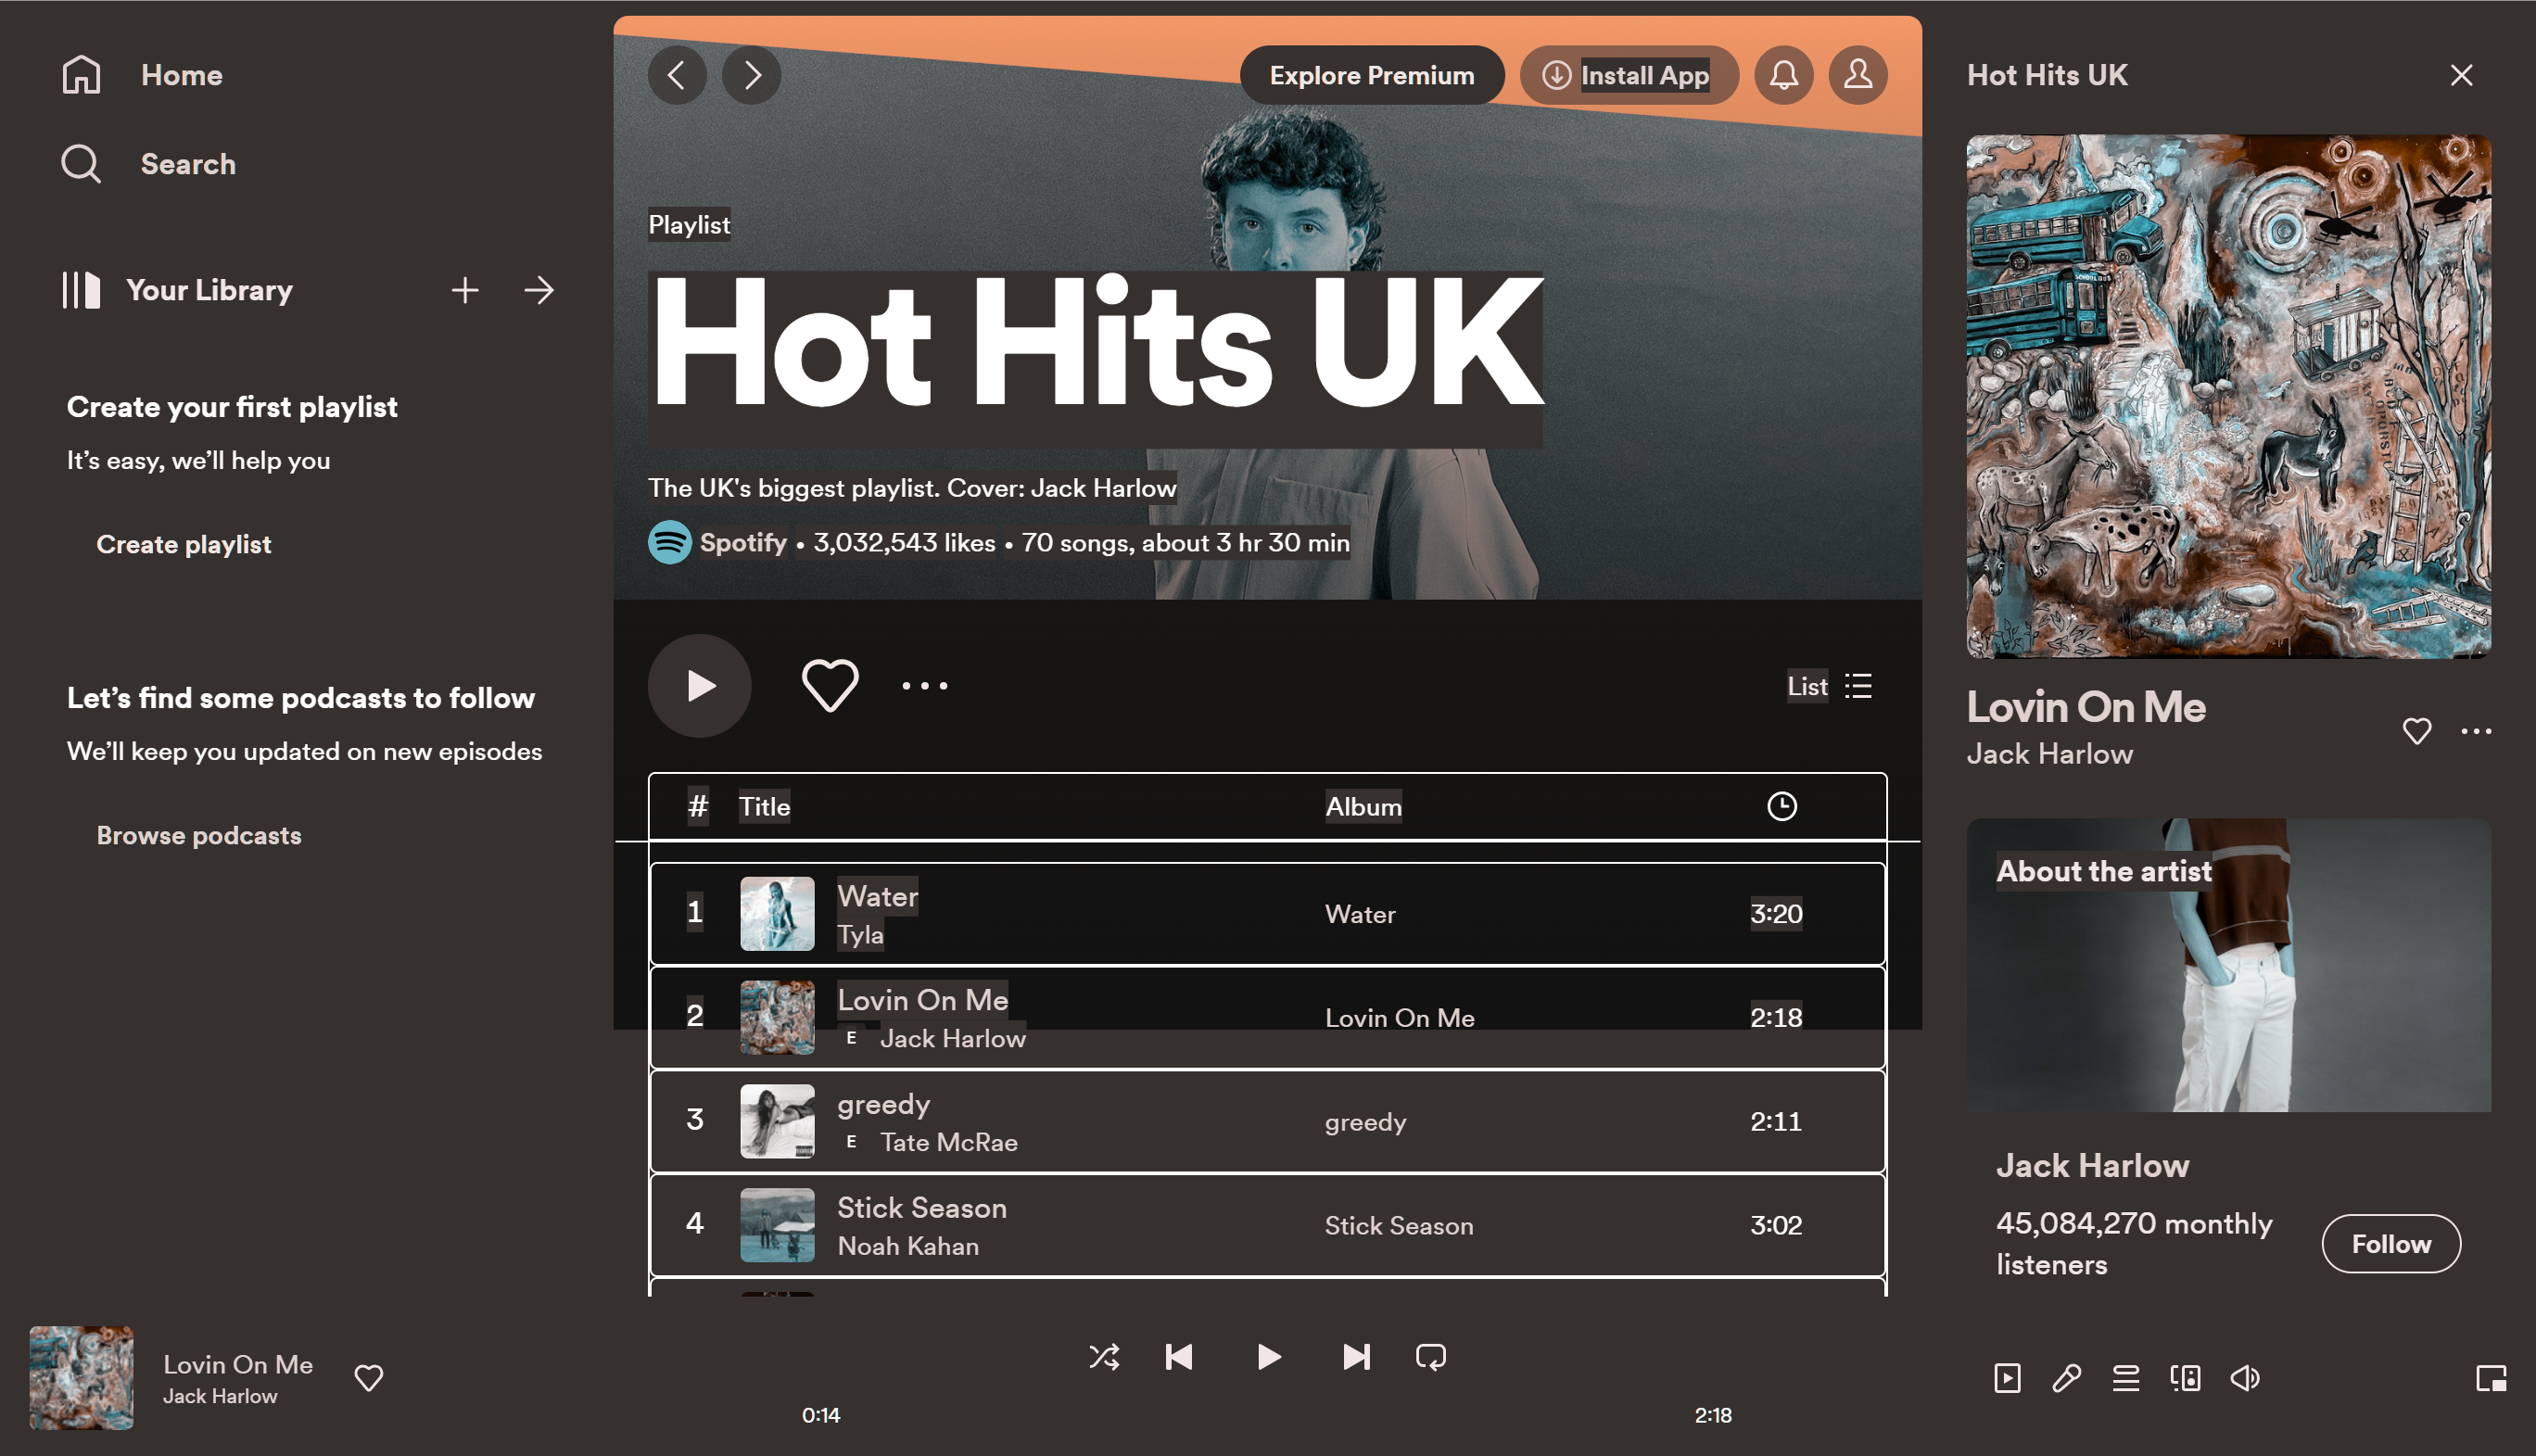 Home
Search
Your Library
Create your first playlist
It's easy, we'll help you
Create playlist
Let's find some podcasts to follow
We'll keep you updated on new episodes
Browse podcasts
Explore Premium
Install App
Playlist
Hot Hits UK
The UK's biggest playlist. Cover: Jack Harlow
Spotify • 3,032,543 likes • 70 songs, about 3 hr 30 min
List
# Title Album
1 Water Water 3:20
Tyla
2 Lovin On Me Lovin On Me 2:18
E Jack Harlow
3 greedy greedy 2:11
E Tate McRae
4 Stick Season Stick Season 3:02
Noah Kahan
Hot Hits UK
SCHOOL BUS
Lovin On Me
Jack Harlow
About the artist
Jack Harlow
45,084,270 monthly
listeners
Follow
Lovin On Me
Jack Harlow
0:14
2:18